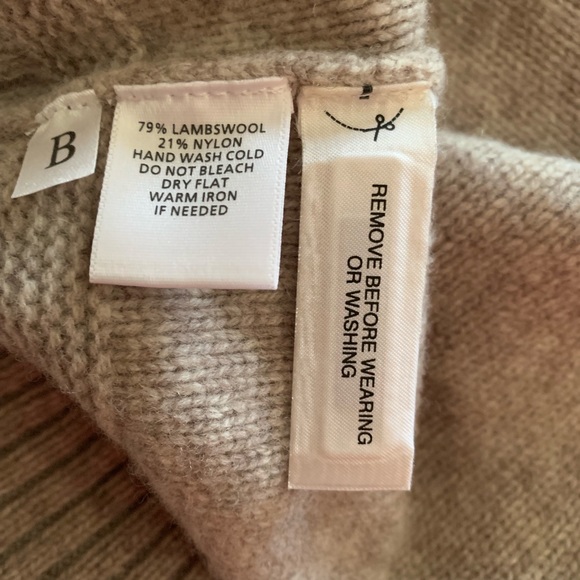 B
79% LAMBSWOOL
21% NYLON
HAND WASH COLD
DO NOT BLEACH
DRY FLAT
WARM IRON
IF NEEDED
REMOVE BEFORE WEARING
OR WASHING